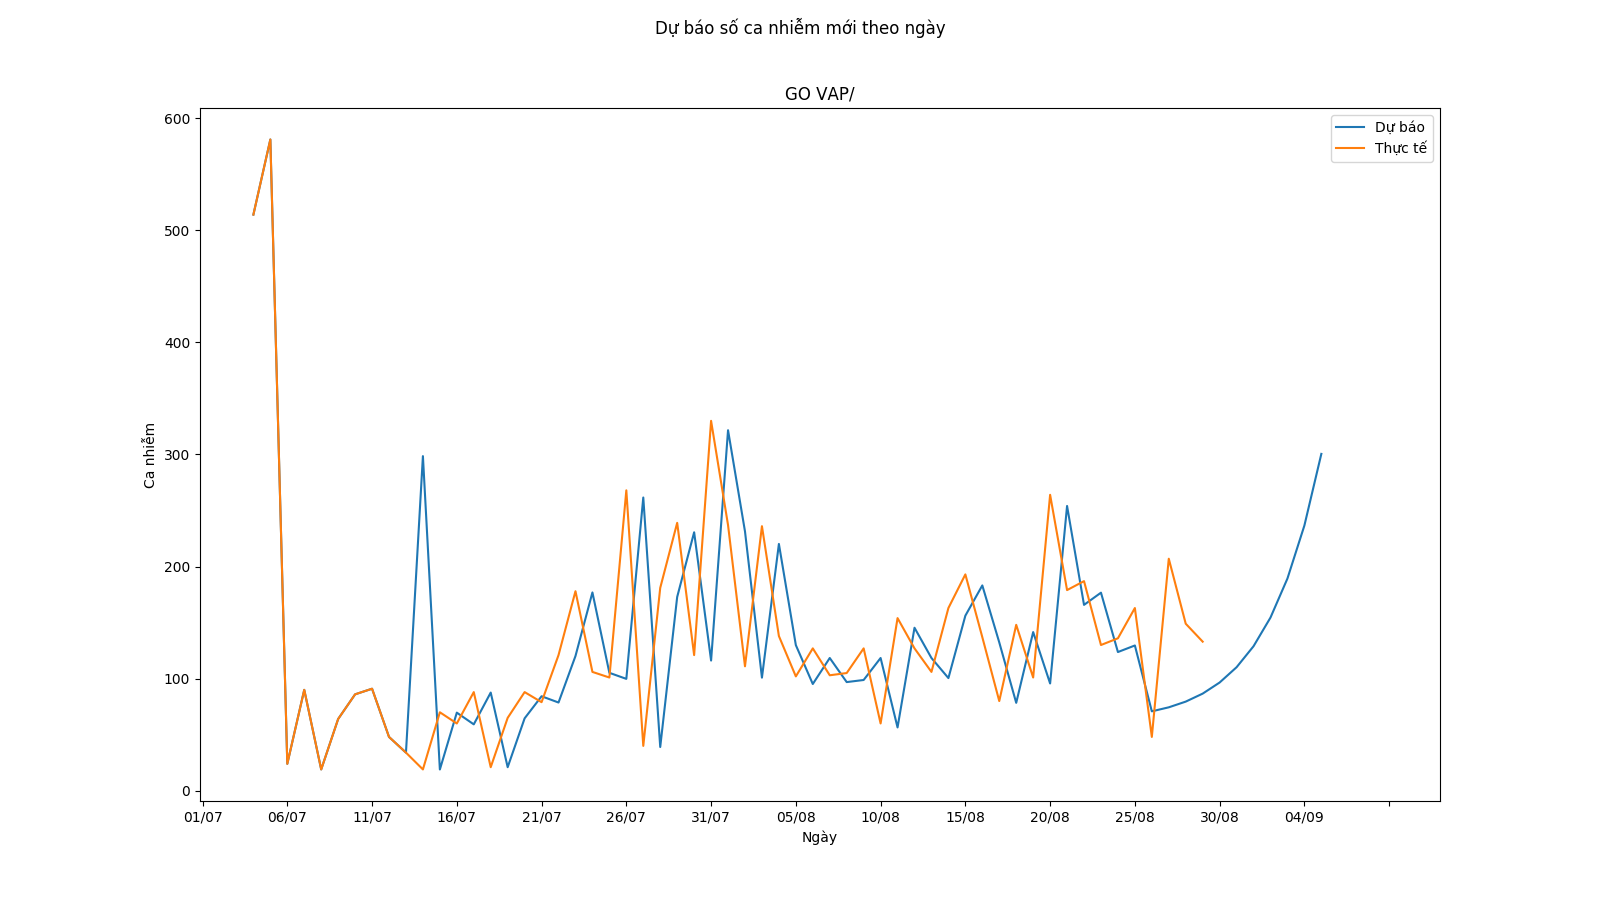 Dự báo số ca nhiễm mới theo ngày
GO VAP/
Dự báo
Thực tế
Ca nhiễm
600
500
400
300
200
100
0
01/07 06/07 11/07 16/07 21/07 26/07 31/07 05/08 10/08 15/08 20/08 25/08 30/08 04/09
Ngày